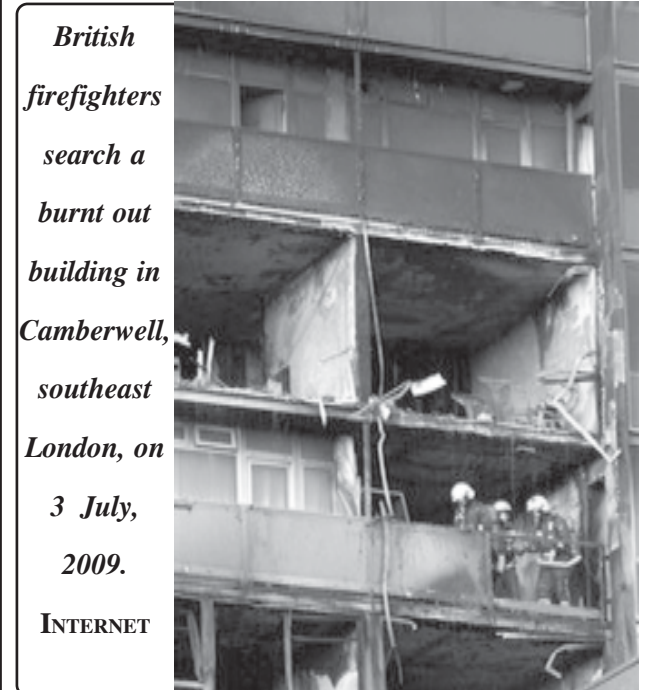 British
firefighters
search a
burnt out
building in
Camberwell,
southeast
London, on
3 July,
2009.
INTERNET